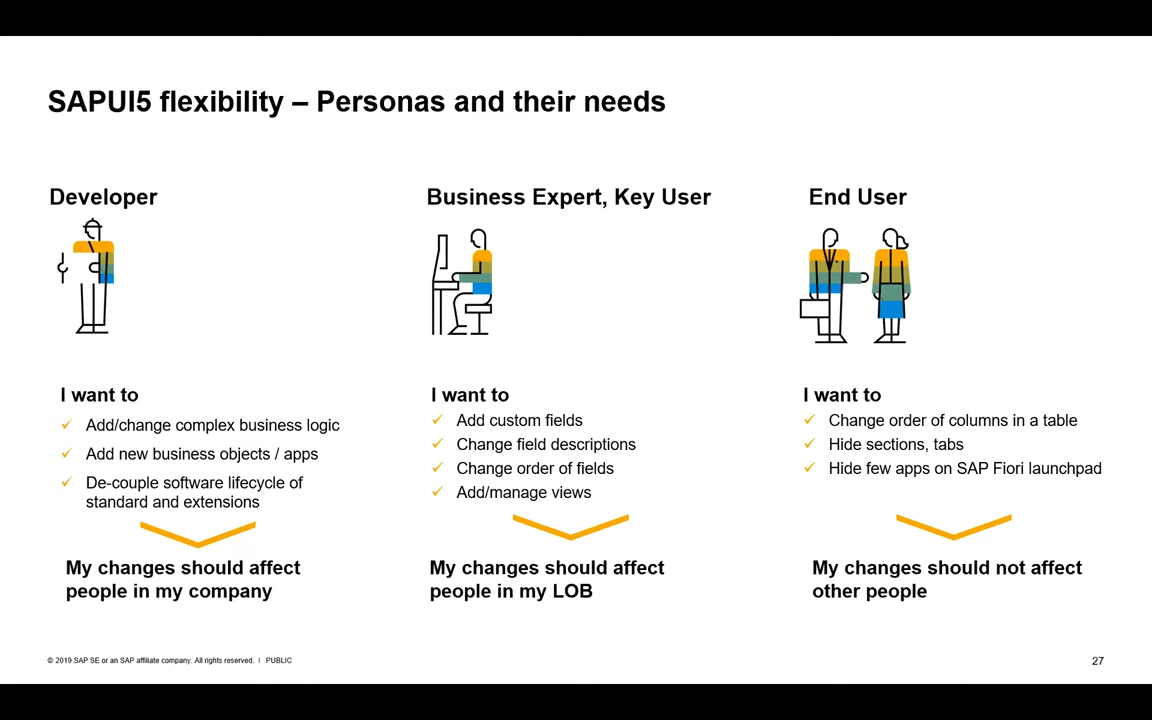 SAPUI5 flexibility – Personas and their needs
Developer
I want to
Add/change complex business logic
Add new business objects / apps
De-couple software lifecycle of
standard and extensions
My changes should affect
people in my company
Business Expert, Key User
I want to
Add custom fields
Change field descriptions
Change order of fields
Add/manage views
My changes should affect
people in my LOB
End User
I want to
Change order of columns in a table
Hide sections, tabs
Hide few apps on SAP Fiori launchpad
My changes should not affect
other people
© 2019 SAP SE or an SAP affiliate company. All rights reserved. I PUBLIC
27